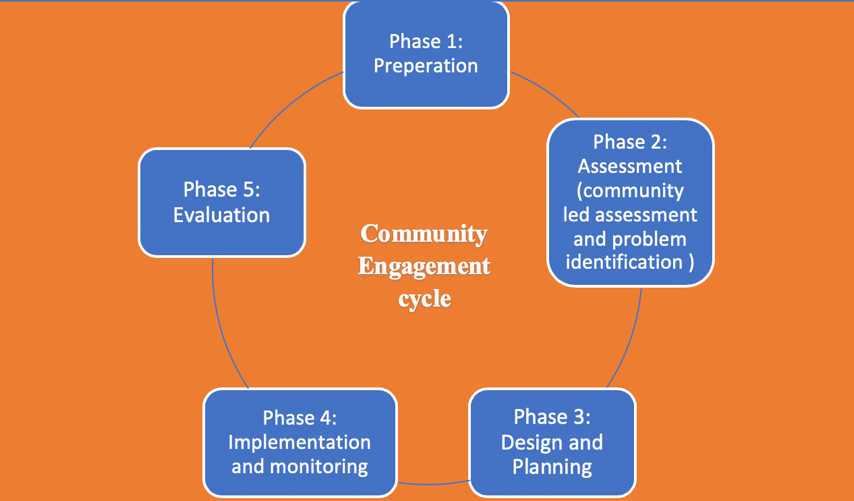 Phase 1:
Preperation
Phase 2:
Assessment
(community
led assessment
and problem
identification )
Phase 3:
Design and
Planning
Phase 4:
Implementation
and monitoring
Phase 5:
Evaluation
Community
Engagement
cycle